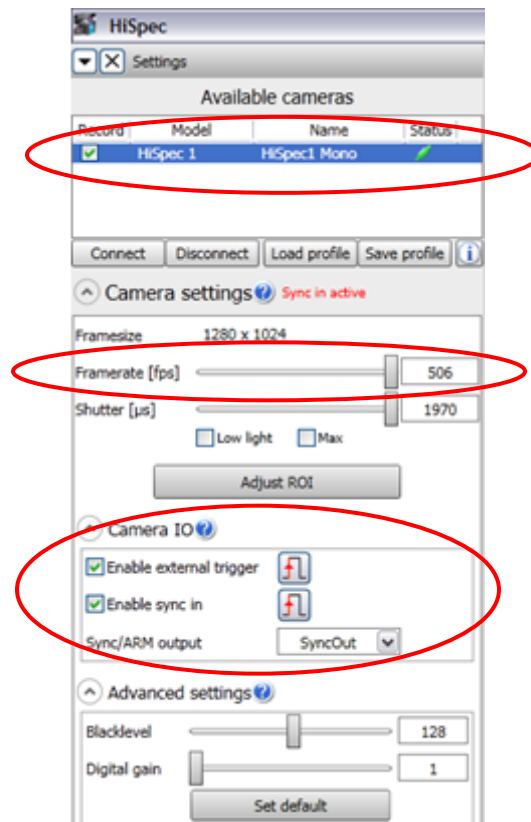 HiSpec
Settings
Available cameras
Record Model Name Status
HiSpec 1 HiSpec1 Mono
Connect Disconnect Load profile Save profile i
Camera settings ? Sync in active
Framesize 1280 x 1024
Framerate [fps] 506
Shutter [µs] 1970
Low light Max
Adjust ROI
Camera IO ?
Enable external trigger
Enable sync in
Sync/ARM output SyncOut
Advanced settings ?
Blacklevel 128
Digital gain 1
Set default